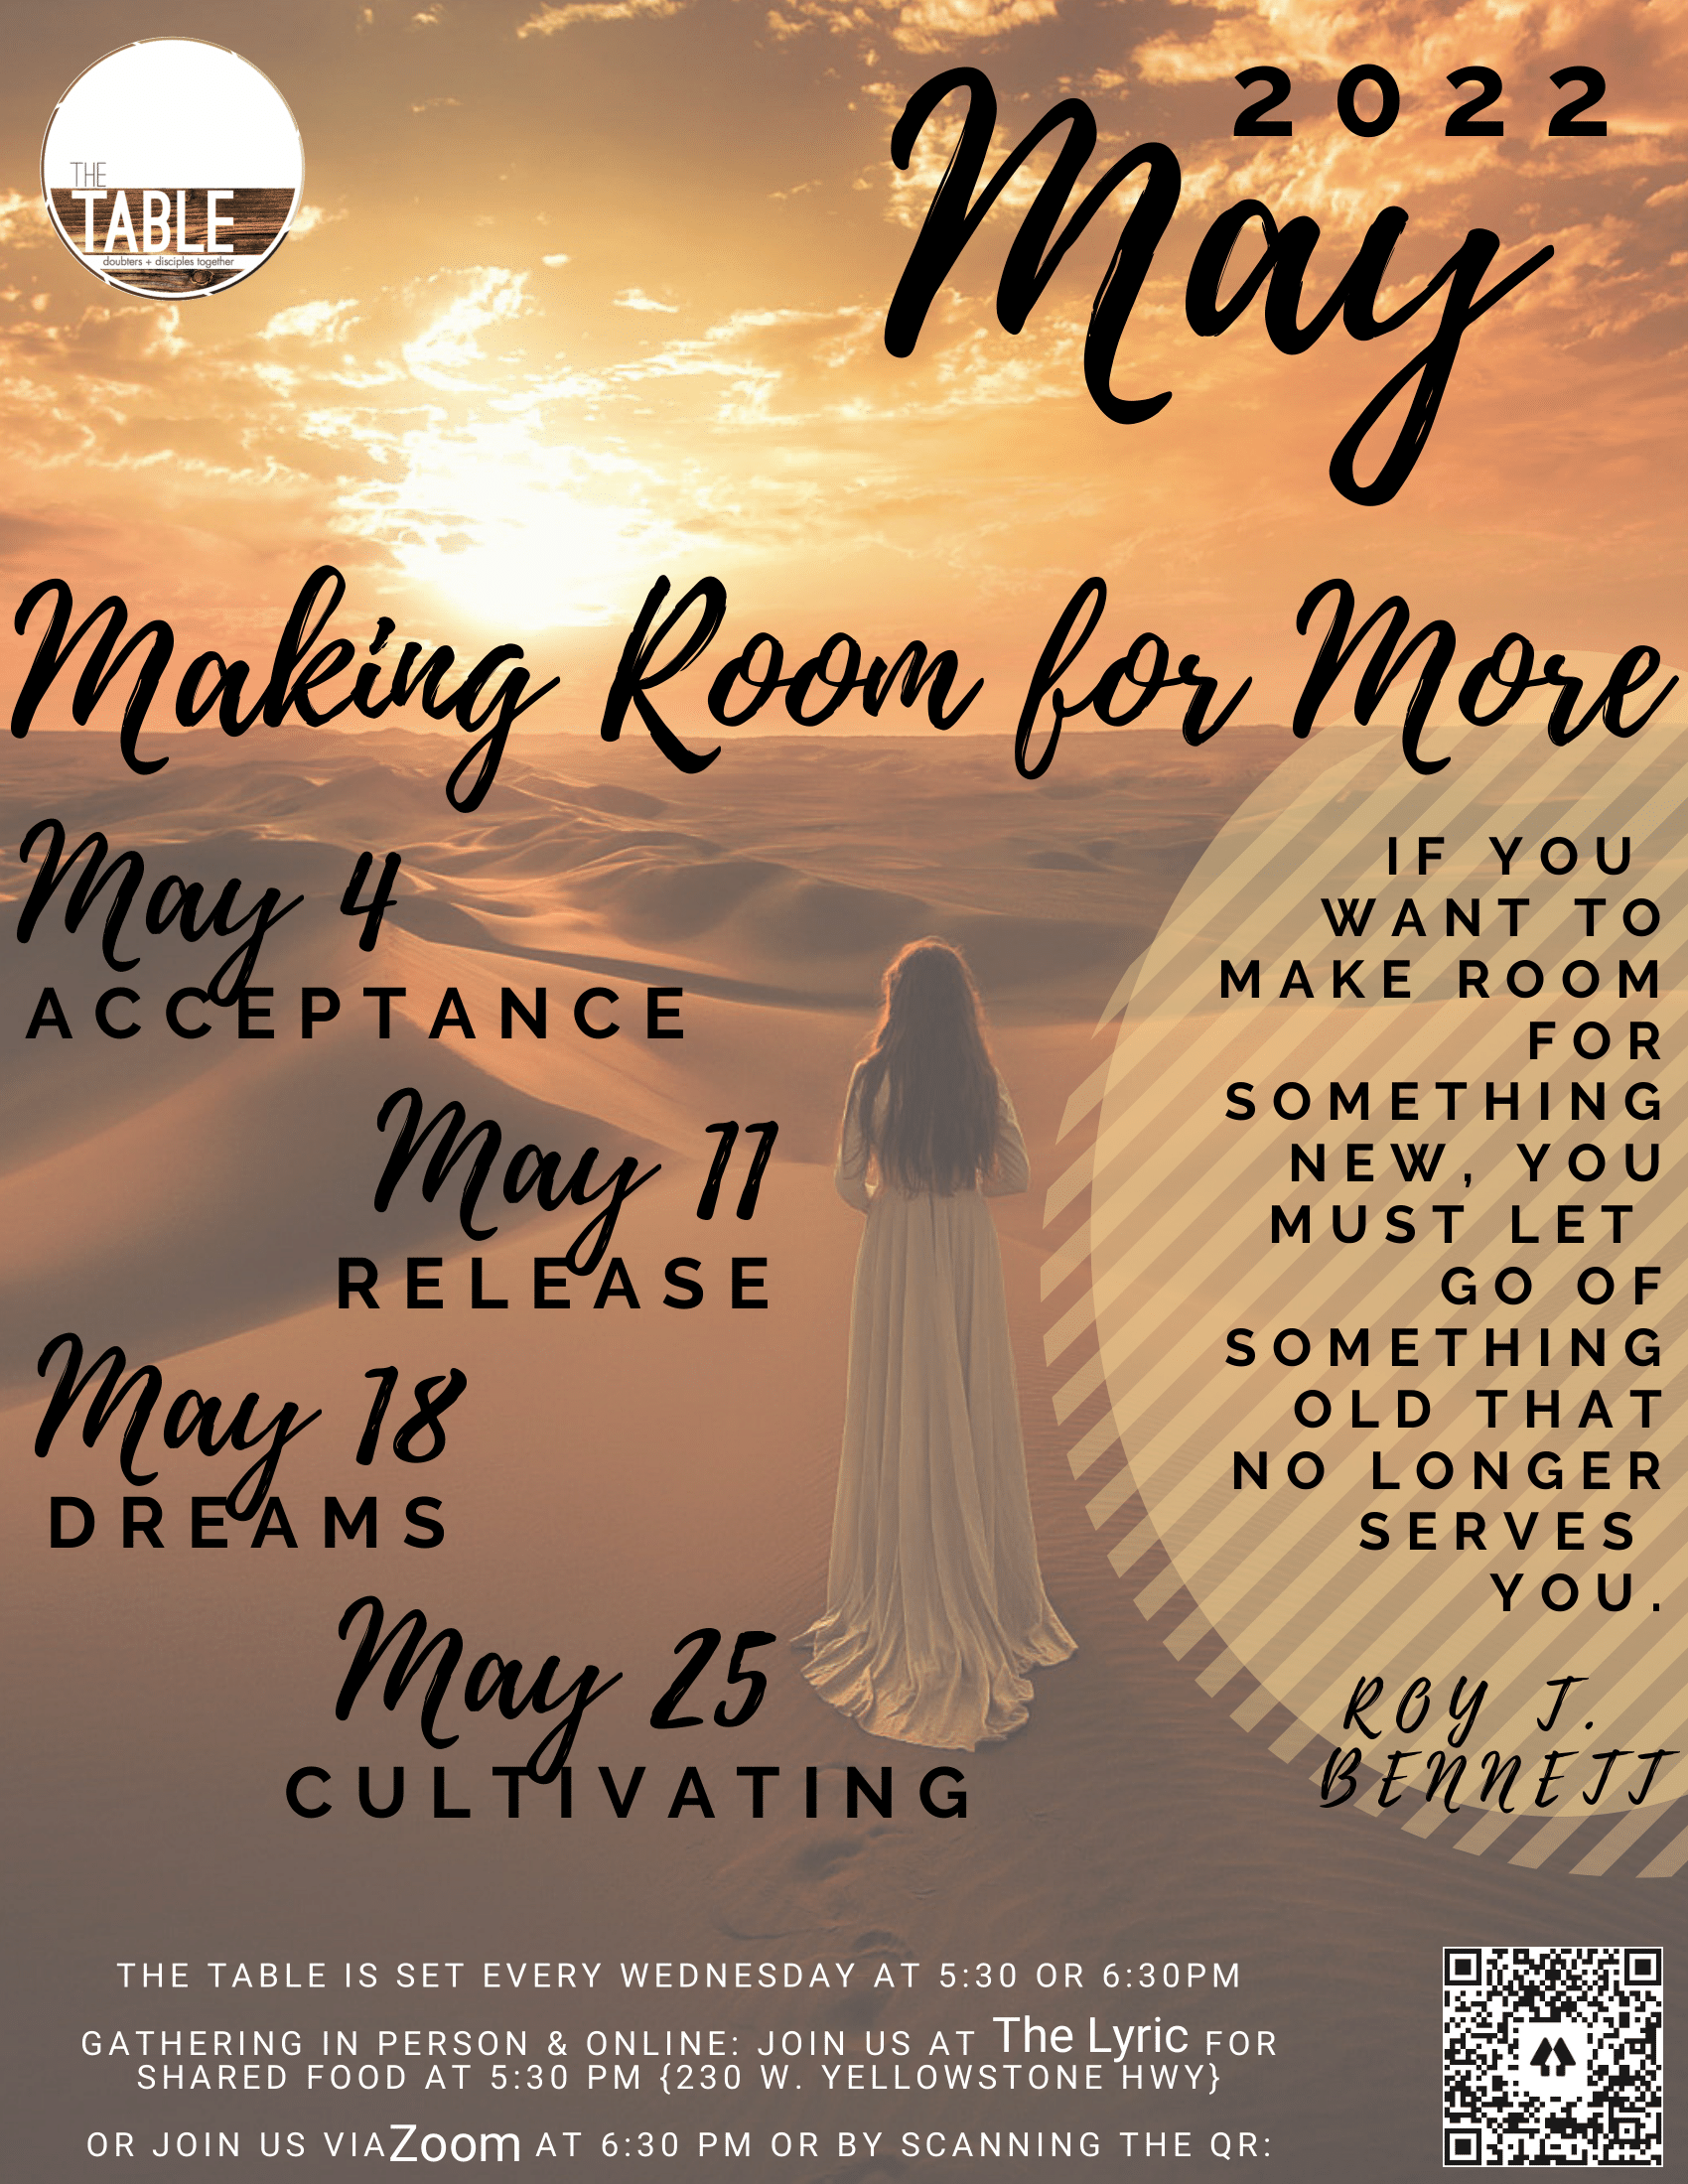 THE
TABLE
doubters + disciples together
2022
May
Making Room for More
May 4
ACCEPTANCE
May 11
RELEASE
May 18
DREAMS
May 25
CULTIVATING
IF YOU
WANT TO
MAKE ROOM
FOR
SOMETHING
NEW, YOU
MUST LET
GO OF
SOMETHING
OLD THAT
NO LONGER
SERVES
YOU.
ROY T.
BENNETT
THE TABLE IS SET EVERY WEDNESDAY AT 5:30 OR 6:30PM
GATHERING IN PERSON & ONLINE: JOIN US AT The Lyric FOR
SHARED FOOD AT 5:30 PM {230 W. YELLOWSTONE HWY}
OR JOIN US VIA Zoom AT 6:30 PM OR BY SCANNING THE QR: